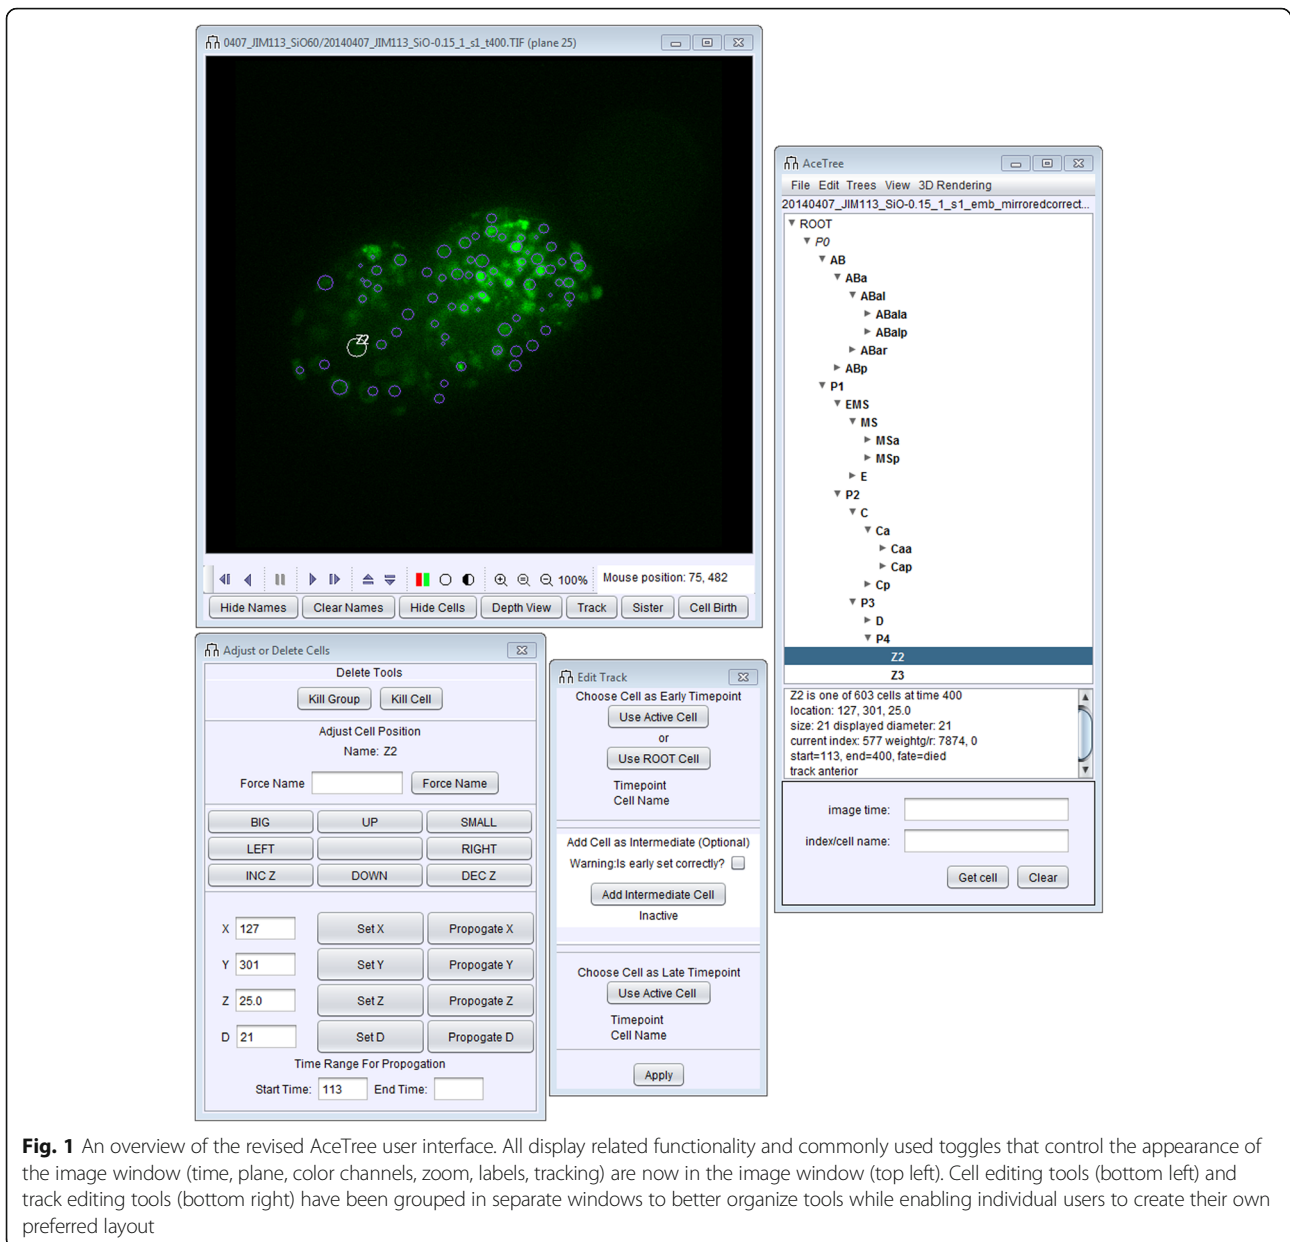 0407_JIM113_SiO60/20140407_JIM113_SiO-0.15_1_s1_t400.TIF (plane 25)
Z2
100%
Mouse position: 75, 482
Hide Names
Clear Names
Hide Cells
Depth View
Track
Sister
Cell Birth
AceTree
File Edit Trees View 3D Rendering
20140407_JIM113_SiO-0.15_1_s1_emb_mirroredcorrect...
ROOT
P0
AB
ABa
ABal
ABala
ABalp
ABar
ABp
P1
EMS
MS
MSa
MSp
E
P2
C
Ca
Caa
Cap
Cp
P3
D
P4
Z2
Z3
Z2 is one of 603 cells at time 400
location: 127, 301, 25.0
size: 21 displayed diameter: 21
current index: 577 weightg/r: 7874, 0
start=113, end=400, fate=died
track anterior
image time:
index/cell name:
Get cell
Clear
Adjust or Delete Cells
Delete Tools
Kill Group
Kill Cell
Adjust Cell Position
Name: Z2
Force Name
Force Name
BIG UP SMALL
LEFT RIGHT
INC Z DOWN DEC Z
X 127 Set X Propogate X
Y 301 Set Y Propogate Y
Z 25.0 Set Z Propogate Z
D 21 Set D Propogate D
Time Range For Propogation
Start Time: 113 End Time:
Edit Track
Choose Cell as Early Timepoint
Use Active Cell
or
Use ROOT Cell
Timepoint
Cell Name
Add Cell as Intermediate (Optional)
Warning:Is early set correctly?
Add Intermediate Cell
Inactive
Choose Cell as Late Timepoint
Use Active Cell
Timepoint
Cell Name
Apply
Fig. 1 An overview of the revised AceTree user interface. All display related functionality and commonly used toggles that control the appearance of
the image window (time, plane, color channels, zoom, labels, tracking) are now in the image window (top left). Cell editing tools (bottom left) and
track editing tools (bottom right) have been grouped in separate windows to better organize tools while enabling individual users to create their own
preferred layout